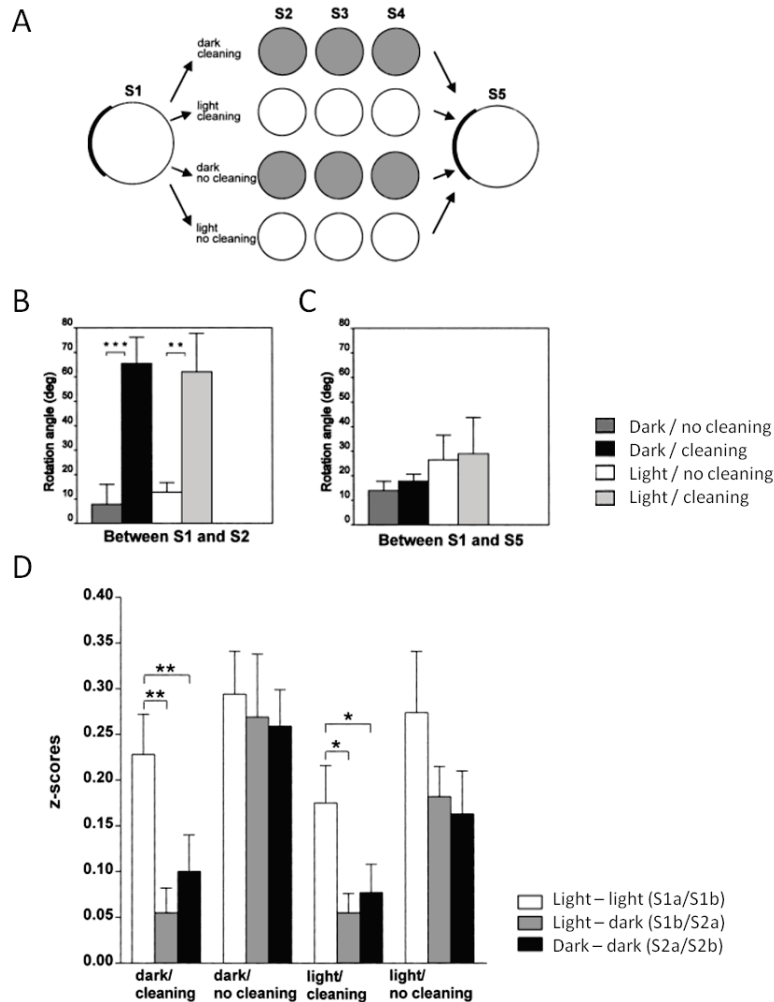 A
S2 S3 S4
dark
cleaning
S1
light
cleaning
S5
dark
no cleaning
light
no cleaning
B
80
70
60
50
40
30
20
10
0
Rotation angle (deg)
***
**
Between S1 and S2
C
80
70
60
50
40
30
20
10
0
Rotation angle (deg)
Between S1 and S5
Dark / no cleaning
Dark / cleaning
Light / no cleaning
Light / cleaning
D
0.40
0.35
0.30
0.25
0.20
0.15
0.10
0.05
0.00
z-scores
**
**
*
*
dark/
cleaning
dark/
no cleaning
light/
cleaning
light/
no cleaning
Light – light (S1a/S1b)
Light – dark (S1b/S2a)
Dark – dark (S2a/S2b)